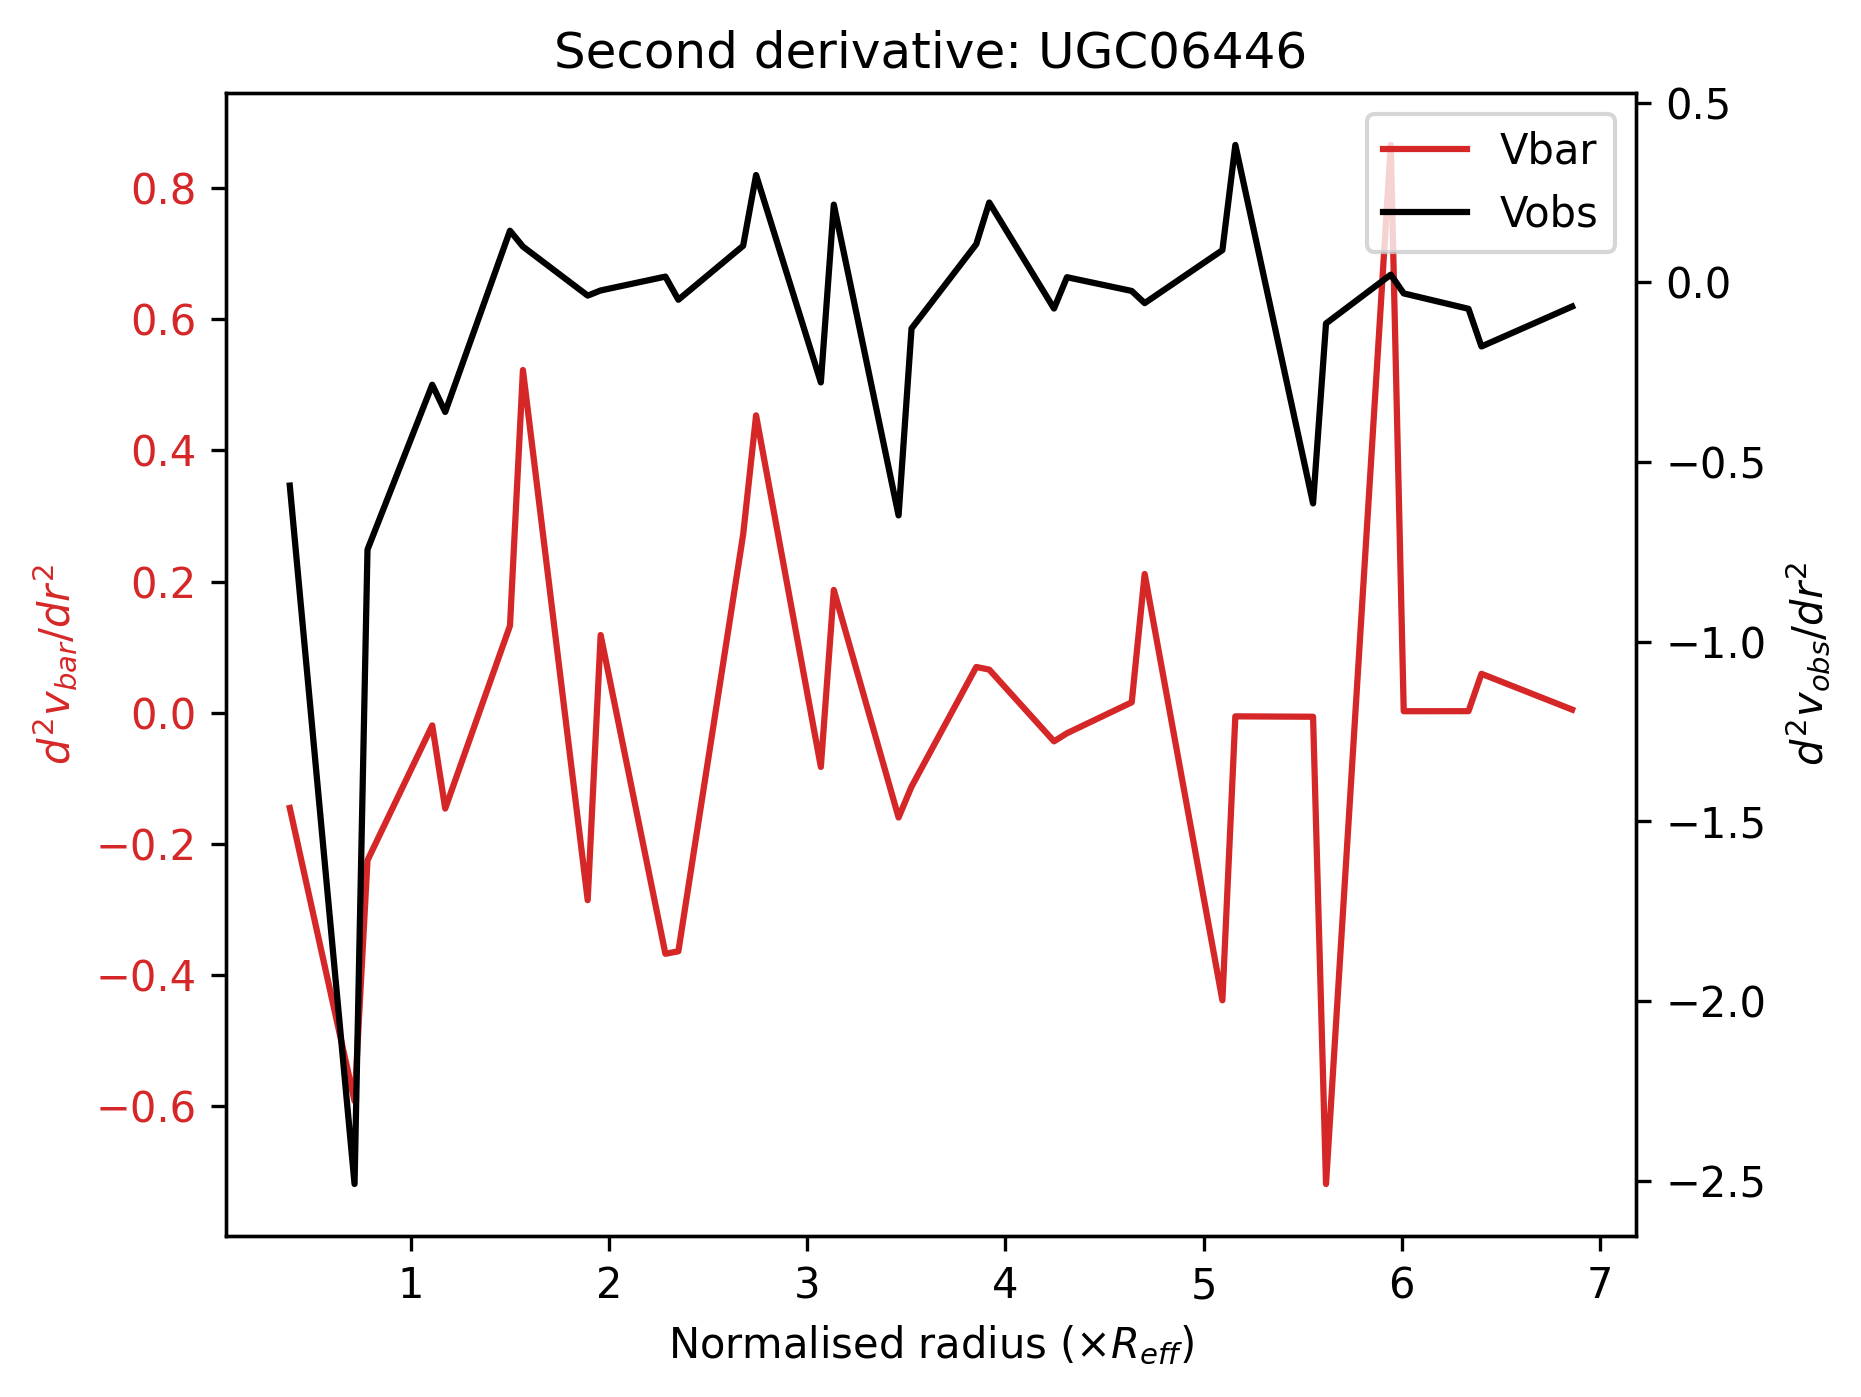 Second derivative: UGC06446
Vbar
Vobs
0.8
0.6
0.4
0.2
0.0
−0.2
−0.4
−0.6
d²v_bar/dr²
0.5
0.0
−0.5
−1.0
−1.5
−2.0
−2.5
d²v_obs/dr²
1 2 3 4 5 6 7
Normalised radius (×R_eff)